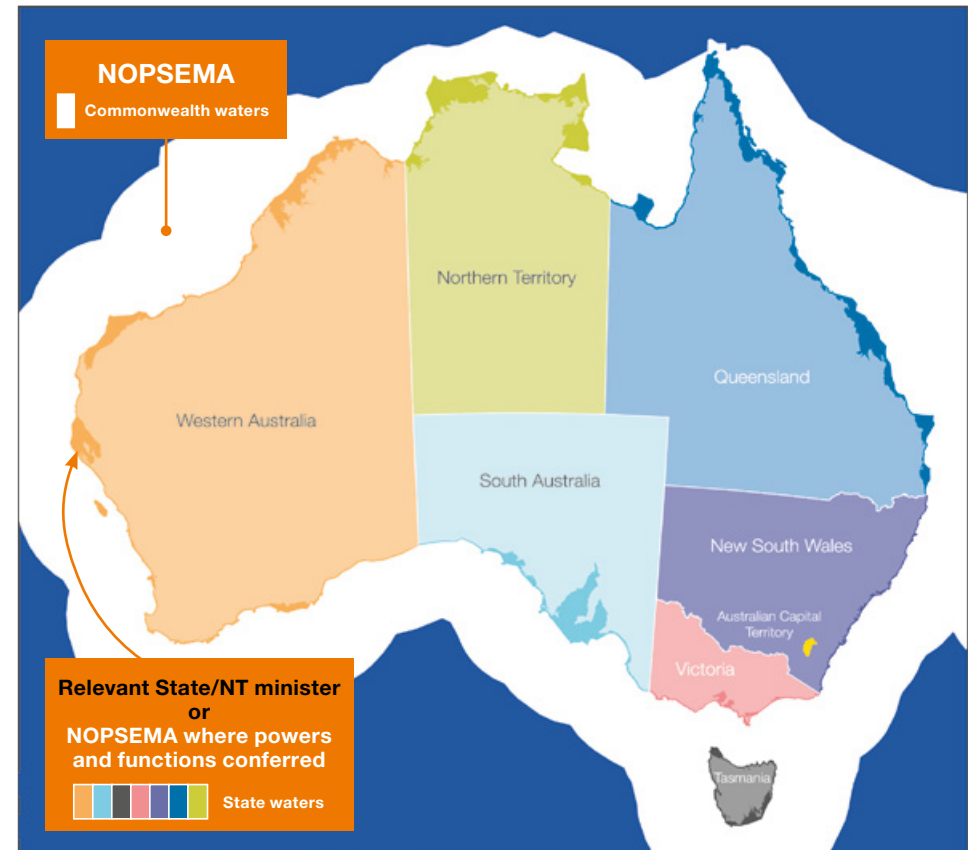 NOPSEMA
Commonwealth waters
Northern Territory
Queensland
Western Australia
South Australia
New South Wales
Australian Capital
Territory
Victoria
Tasmania
Relevant State/NT minister
or
NOPSEMA where powers
and functions conferred
State waters